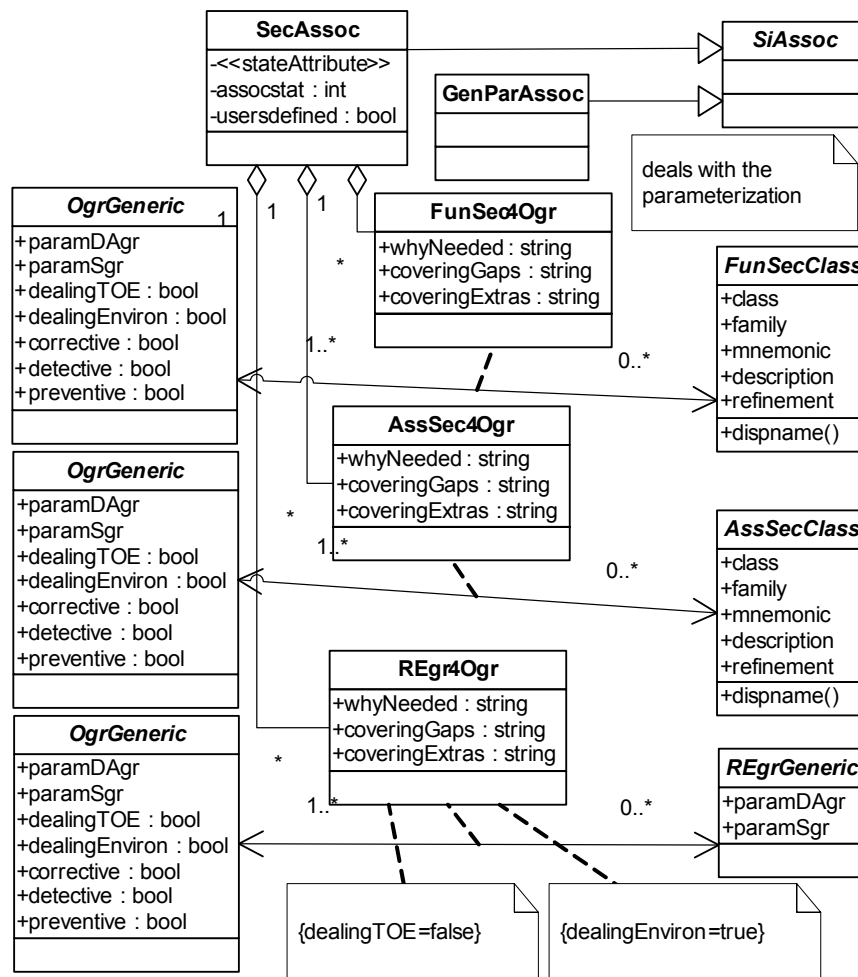 SecAssoc
-<<stateAttribute>>
-assocstat : int
-usersdefined : bool
SiAssoc
GenParAssoc
deals with the
parameterization
OgrGeneric
+paramDAgr
+paramSgr
+dealingTOE : bool
+dealingEnviron : bool
+corrective : bool
+detective : bool
+preventive : bool
1
1
1
*
1..*
0..*
FunSec4Ogr
+whyNeeded : string
+coveringGaps : string
+coveringExtras : string
FunSecClass
+class
+family
+mnemonic
+description
+refinement
+dispname()
OgrGeneric
+paramDAgr
+paramSgr
+dealingTOE : bool
+dealingEnviron : bool
+corrective : bool
+detective : bool
+preventive : bool
AssSec4Ogr
+whyNeeded : string
+coveringGaps : string
+coveringExtras : string
*
1..*
0..*
AssSecClass
+class
+family
+mnemonic
+description
+refinement
+dispname()
OgrGeneric
+paramDAgr
+paramSgr
+dealingTOE : bool
+dealingEnviron : bool
+corrective : bool
+detective : bool
+preventive : bool
REgr4Ogr
+whyNeeded : string
+coveringGaps : string
+coveringExtras : string
*
1..*
0..*
REgrGeneric
+paramDAgr
+paramSgr
{dealingTOE=false}
{dealingEnviron=true}